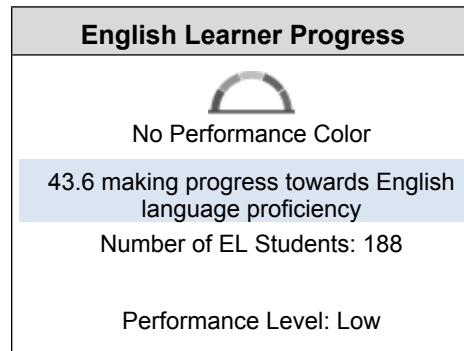 English Learner Progress
No Performance Color
43.6 making progress towards English
language proficiency
Number of EL Students: 188
Performance Level: Low